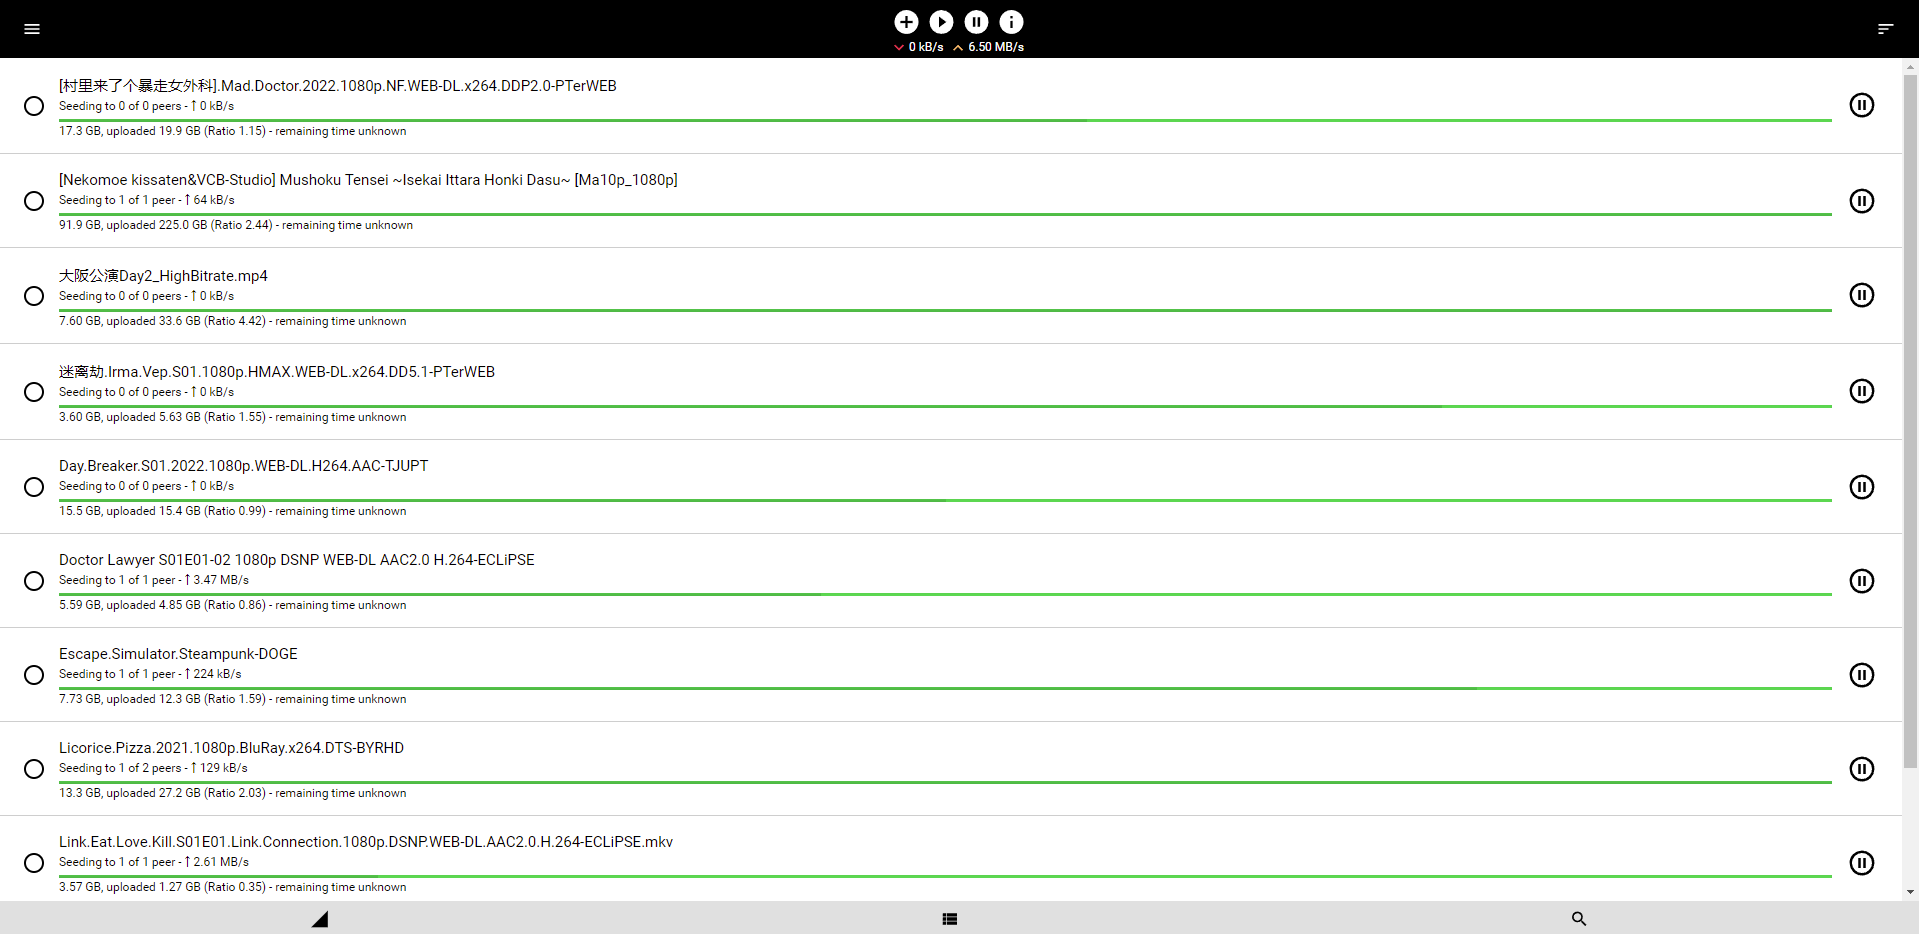 0 kB/s 6.50 MB/s
[村里来了个暴走女外科].Mad.Doctor.2022.1080p.NF.WEB-DL.x264.DDP2.0-PTerWEB
Seeding to 0 of 0 peers - ↑ 0 kB/s
17.3 GB, uploaded 19.9 GB (Ratio 1.15) - remaining time unknown
[Nekomoe kissaten&VCB-Studio] Mushoku Tensei ~Isekai Ittara Honki Dasu~ [Ma10p_1080p]
Seeding to 1 of 1 peer - ↑ 64 kB/s
91.9 GB, uploaded 225.0 GB (Ratio 2.44) - remaining time unknown
大阪公演Day2_HighBitrate.mp4
Seeding to 0 of 0 peers - ↑ 0 kB/s
7.60 GB, uploaded 33.6 GB (Ratio 4.42) - remaining time unknown
迷离劫.Irma.Vep.S01.1080p.HMAX.WEB-DL.x264.DD5.1-PTerWEB
Seeding to 0 of 0 peers - ↑ 0 kB/s
3.60 GB, uploaded 5.63 GB (Ratio 1.55) - remaining time unknown
Day.Breaker.S01.2022.1080p.WEB-DL.H264.AAC-TJUPT
Seeding to 0 of 0 peers - ↑ 0 kB/s
15.5 GB, uploaded 15.4 GB (Ratio 0.99) - remaining time unknown
Doctor Lawyer S01E01-02 1080p DSNP WEB-DL AAC2.0 H.264-ECLiPSE
Seeding to 1 of 1 peer - ↑ 3.47 MB/s
5.59 GB, uploaded 4.85 GB (Ratio 0.86) - remaining time unknown
Escape.Simulator.Steampunk-DOGE
Seeding to 1 of 1 peer - ↑ 224 kB/s
7.73 GB, uploaded 12.3 GB (Ratio 1.59) - remaining time unknown
Licorice.Pizza.2021.1080p.BluRay.x264.DTS-BYRHD
Seeding to 1 of 2 peers - ↑ 129 kB/s
13.3 GB, uploaded 27.2 GB (Ratio 2.03) - remaining time unknown
Link.Eat.Love.Kill.S01E01.Link.Connection.1080p.DSNP.WEB-DL.AAC2.0.H.264-ECLiPSE.mkv
Seeding to 1 of 1 peer - ↑ 2.61 MB/s
3.57 GB, uploaded 1.27 GB (Ratio 0.35) - remaining time unknown